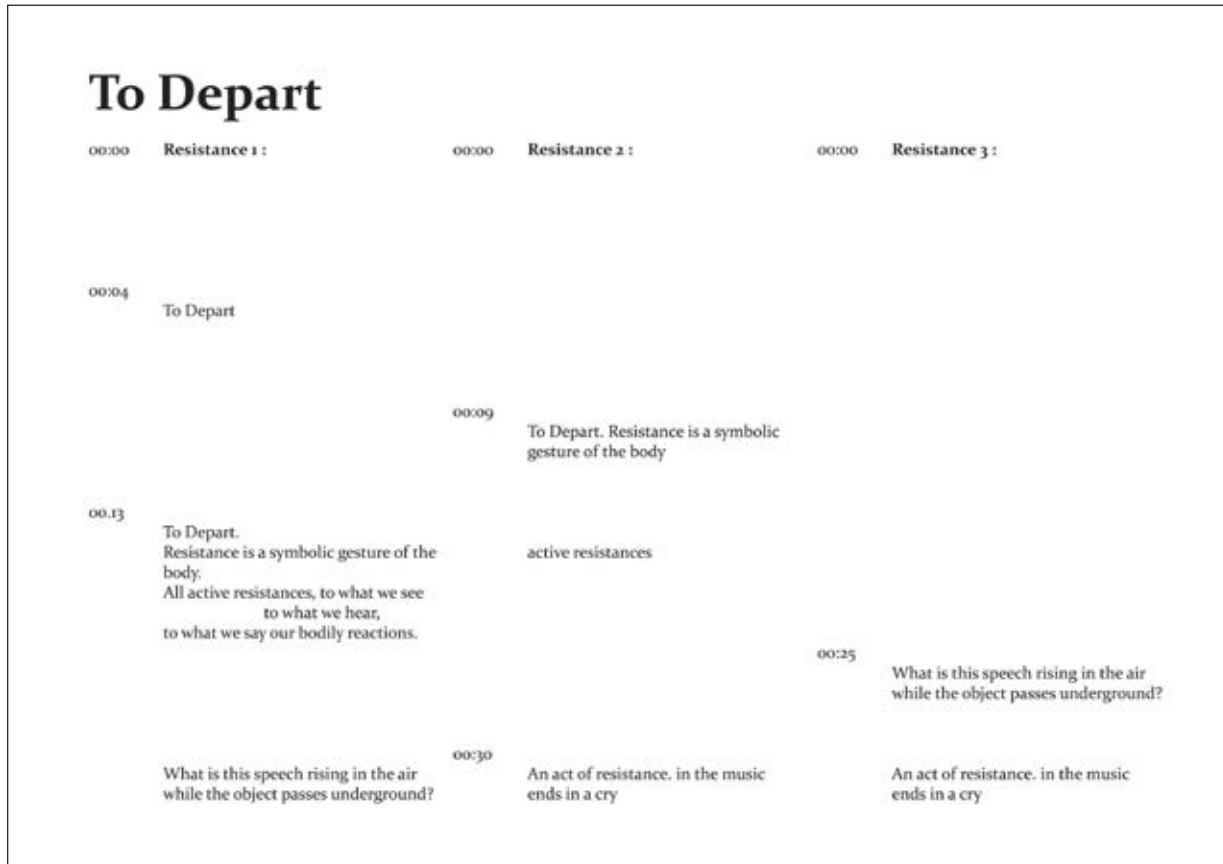 To Depart
00:00 Resistance 1 : 00:00 Resistance 2 : 00:00 Resistance 3 :
00:04
To Depart
00:09
To Depart. Resistance is a symbolic
gesture of the body
00.13
To Depart.
Resistance is a symbolic gesture of the active resistances
body.
All active resistances, to what we see
to what we hear,
to what we say our bodily reactions.
00:25
What is this speech rising in the air
while the object passes underground?
00:30
What is this speech rising in the air An act of resistance. in the music An act of resistance. in the music
while the object passes underground? ends in a cry ends in a cry